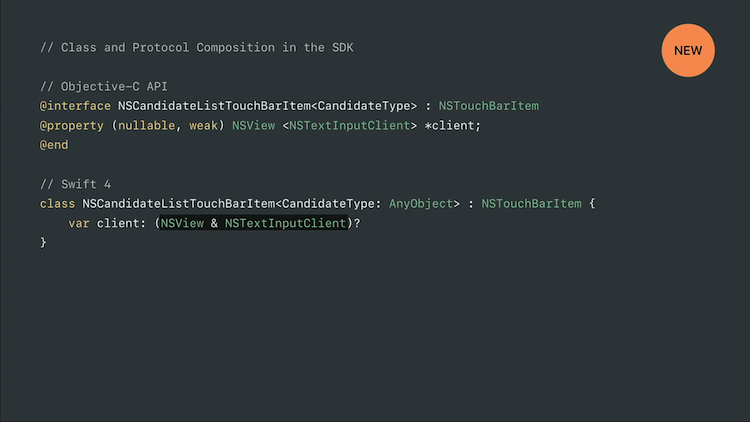 // Class and Protocol Composition in the SDK
NEW
// Objective-C API
@interface NSCandidateListTouchBarItem<CandidateType> : NSTouchBarItem
@property (nullable, weak) NSView <NSTextInputClient> *client;
@end
// Swift 4
class NSCandidateListTouchBarItem<CandidateType: AnyObject> : NSTouchBarItem {
    var client: (NSView & NSTextInputClient)?
}